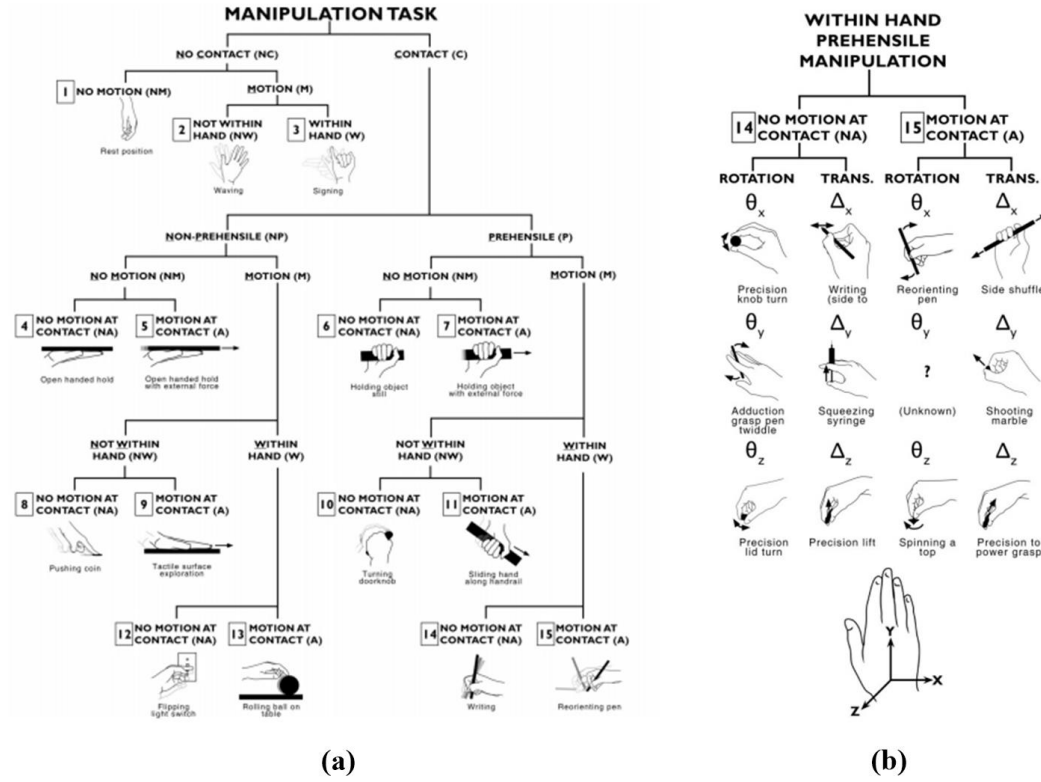 MANIPULATION TASK
NO CONTACT (NC)
CONTACT (C)
1 NO MOTION (NM)
MOTION (M)
Rest position
2 NOT WITHIN
HAND (NW)
3 WITHIN
HAND (W)
Waving
Signing
NON-PREHENSILE (NP)
PREHENSILE (P)
NO MOTION (NM)
MOTION (M)
NO MOTION (NM)
MOTION (M)
4 NO MOTION AT
CONTACT (NA)
5 MOTION AT
CONTACT (A)
6 NO MOTION AT
CONTACT (NA)
7 MOTION AT
CONTACT (A)
Open handed hold
Open handed hold
with external force
Holding object
still
Holding object
with external force
NOT WITHIN
HAND (NW)
WITHIN
HAND (W)
NOT WITHIN
HAND (NW)
WITHIN
HAND (W)
8 NO MOTION AT
CONTACT (NA)
9 MOTION AT
CONTACT (A)
10 NO MOTION AT
CONTACT (NA)
11 MOTION AT
CONTACT (A)
Pushing coin
Tactile surface
exploration
Turning
doorknob
Sliding hand
along handrail
12 NO MOTION AT
CONTACT (NA)
13 MOTION AT
CONTACT (A)
14 NO MOTION AT
CONTACT (NA)
15 MOTION AT
CONTACT (A)
Flipping
light switch
Rolling ball on
table
Writing
Reorienting pen
(a)
WITHIN HAND
PREHENSILE
MANIPULATION
14 NO MOTION AT
CONTACT (NA)
15 MOTION AT
CONTACT (A)
ROTATION TRANS. ROTATION TRANS.
θx Δx θx Δx
Precision
knob turn
Writing
(side to
Reorienting
pen
Side shuffle
θy Δy θy Δy
?
Adduction
grasp pen
twiddle
Squeezing
syringe
(Unknown)
Shooting
marble
θz Δz θz Δz
Precision
lid turn
Precision lift
Spinning a
top
Precision to
power grasp
Y
X
Z
(b)